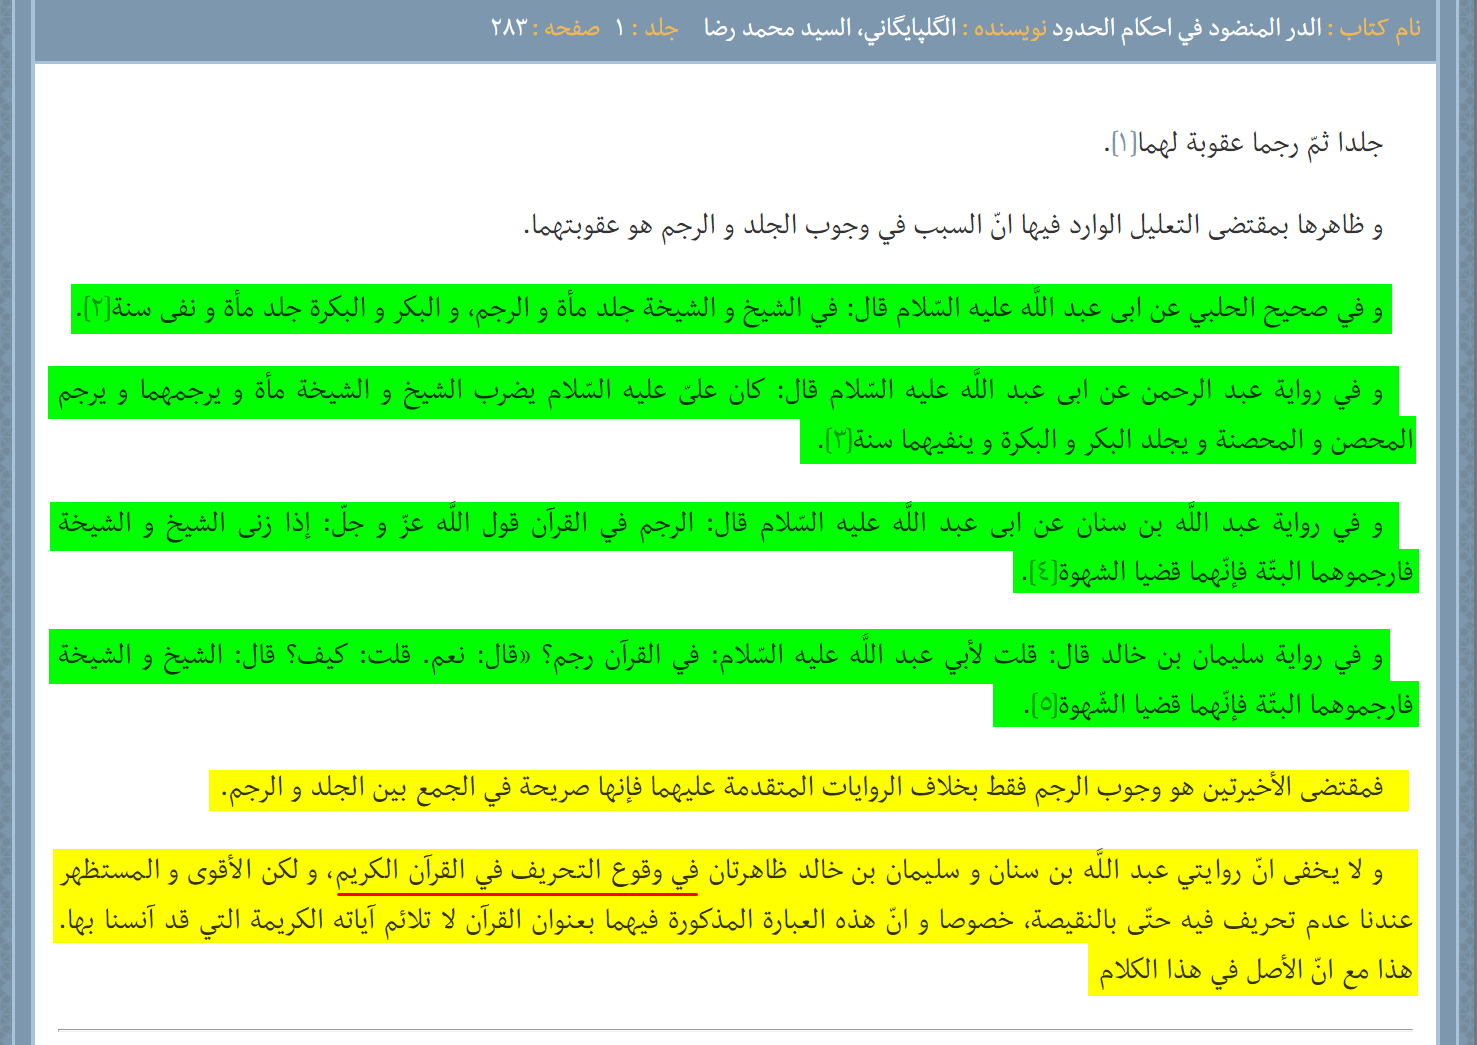 نام کتاب : الدر المنضود في احكام الحدود نویسنده : الگلپايگاني، السيد محمد رضا جلد : ١ صفحه : ٢٨٣
جلدا ثمّ رجما عقوبة لهما[١].
و ظاهرها بمقتضى التعليل الوارد فيها انّ السبب في وجوب الجلد و الرجم هو عقوبتهما.
و في صحيح الحلبي عن ابى عبد اللَّه عليه السّلام قال: في الشيخ و الشيخة جلد مأة و الرجم، و البكر و البكرة جلد مأة و نفى سنة[٢].
و في رواية عبد الرحمن عن ابى عبد اللَّه عليه السّلام قال: كان علىّ عليه السّلام يضرب الشيخ و الشيخة مأة و يرجمهما و يرجم
المحصن و المحصنة و يجلد البكر و البكرة و ينفيهما سنة[٣].
و في رواية عبد اللَّه بن سنان عن ابى عبد اللَّه عليه السّلام قال: الرجم في القرآن قول اللَّه عزّ و جلّ: إذا زنى الشيخ و الشيخة
فارجموهما البتّة فإنّهما قضيا الشهوة[٤].
و في رواية سليمان بن خالد قال: قلت لأبي عبد اللَّه عليه السّلام: في القرآن رجم؟ «قال: نعم. قلت: كيف؟ قال: الشيخ و الشيخة
فارجموهما البتّة فإنّهما قضيا الشّهوة[٥].
فمقتضى الأخيرتين هو وجوب الرجم فقط بخلاف الروايات المتقدمة عليهما فإنها صريحة في الجمع بين الجلد و الرجم.
و لا يخفى انّ روايتي عبد اللَّه بن سنان و سليمان بن خالد ظاهرتان في وقوع التحريف في القرآن الكريم، و لكن الأقوى و المستظهر
عندنا عدم تحريف فيه حتّى بالنقيصة، خصوصا و انّ هذه العبارة المذكورة فيهما بعنوان القرآن لا تلائم آياته الكريمة التي قد آنسنا بها.
هذا مع انّ الأصل في هذا الكلام